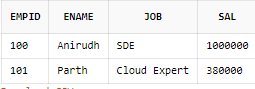 EMPID ENAME JOB SAL
100 Anirudh SDE 1000000
101 Parth Cloud Expert 380000